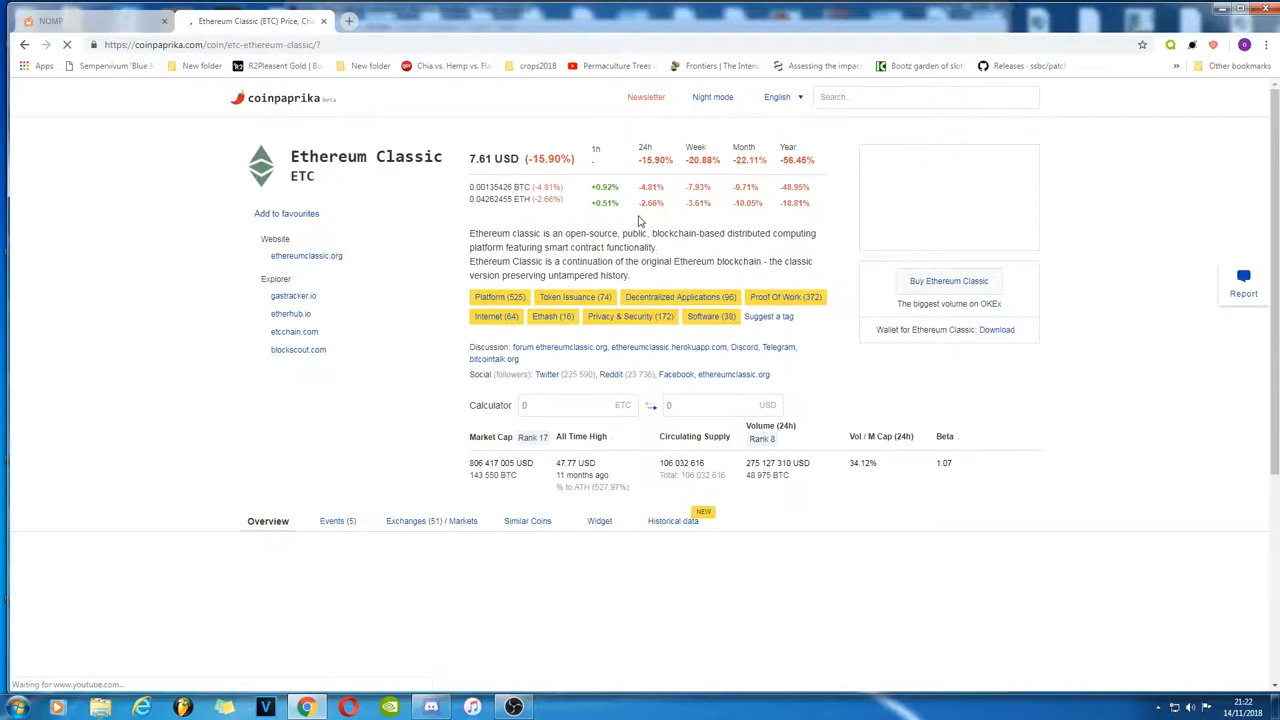 NOMP
Ethereum Classic (ETC) Price, Cha
https://coinpaprika.com/coin/etc-ethereum-classic/?
Apps
Sempervivum 'Blue
New folder
R2Pleasent Gold | Bu
New folder
Chia vs. Hemp vs. Fla
crops2018
Permaculture Trees
Frontiers | The Inten
Assessing the impac
Bootz garden of slot
Releases - ssbc/patch
Other bookmarks
coinpaprika beta
Newsletter
Night mode
English
Search...
Ethereum Classic
ETC
7.61 USD (-15.90%)
1h 24h Week Month Year
- -15.90% -20.88% -22.11% -56.45%
0.00135426 BTC (-4.81%) +0.92% -4.81% -7.93% -9.71% -48.95%
0.04262455 ETH (-2.66%) +0.51% -2.66% -3.61% -10.05% -18.81%
Add to favourites
Website
ethereumclassic.org
Explorer
gastracker.io
etherhub.io
etcchain.com
blockscout.com
Ethereum classic is an open-source, public, blockchain-based distributed computing
platform featuring smart contract functionality.
Ethereum Classic is a continuation of the original Ethereum blockchain - the classic
version preserving untampered history.
Platform (525) Token Issuance (74) Decentralized Applications (96) Proof Of Work (372)
Internet (64) Ethash (16) Privacy & Security (172) Software (38) Suggest a tag
Discussion: forum.ethereumclassic.org, ethereumclassic.herokuapp.com, Discord, Telegram,
bitcointalk.org
Social (followers): Twitter (225 590), Reddit (23 736), Facebook, ethereumclassic.org
Buy Ethereum Classic
The biggest volume on OKEx
Wallet for Ethereum Classic: Download
Report
Calculator 0 ETC 0 USD
Market Cap Rank 17 All Time High Circulating Supply Volume (24h) Rank 8 Vol / M Cap (24h) Beta
806 417 005 USD 47.77 USD 106 032 616 275 127 310 USD 34.12% 1.07
143 550 BTC 11 months ago Total: 106 032 616 48 975 BTC
% to ATH (527.97%)
NEW
Overview Events (5) Exchanges (51) / Markets Similar Coins Widget Historical data
Waiting for www.youtube.com...
21:22
14/11/2018